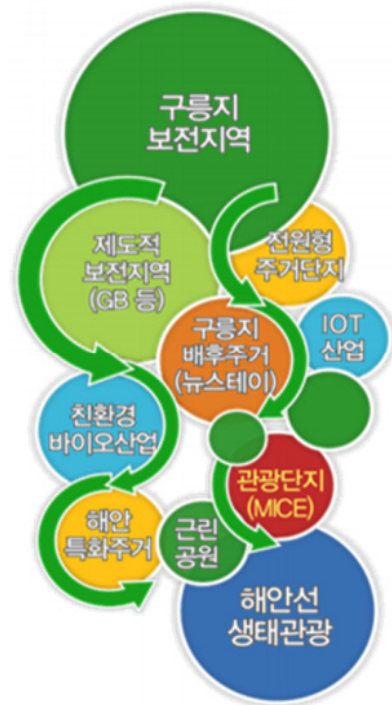 구릉지
보전지역
제도적
보전지역
(GB 등)
전원형
주거단지
구릉지
배후주거
(뉴스테이)
IOT
산업
친환경
바이오산업
관광단지
(MICE)
해안
특화주거
근린
공원
해안선
생태관광